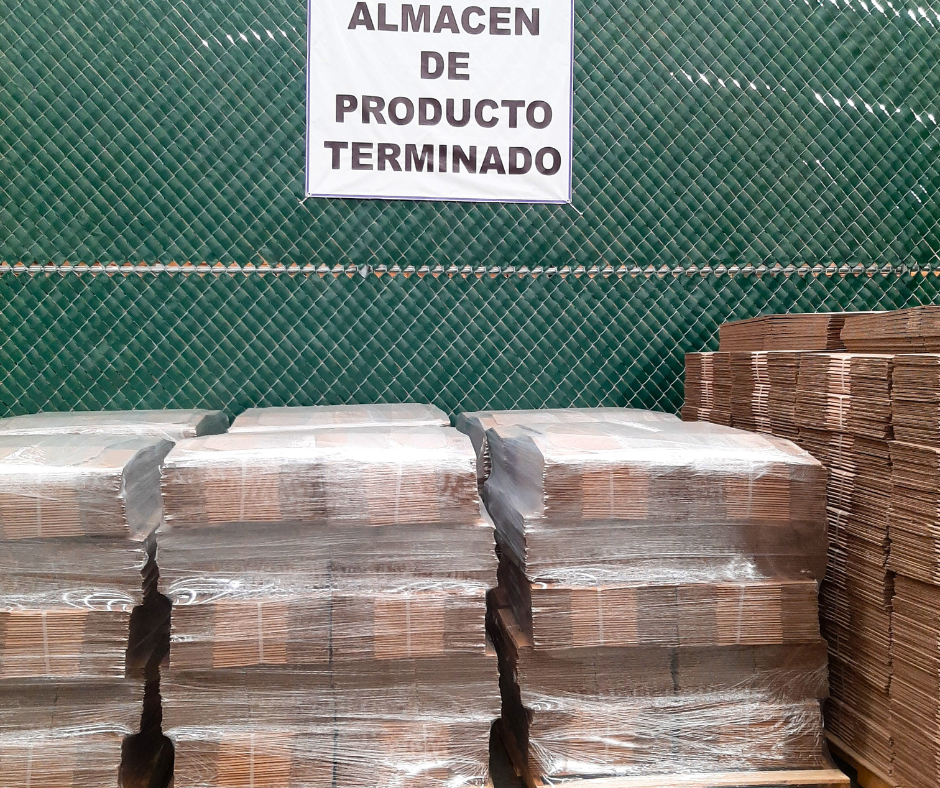 ALMACEN
DE
PRODUCTO
TERMINADO